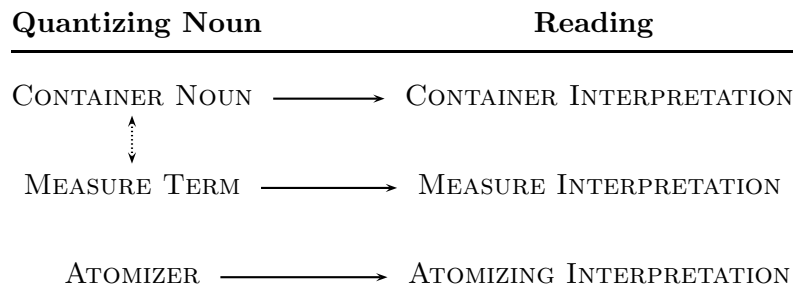 Quantizing Noun Reading
Container Noun Container Interpretation
Measure Term Measure Interpretation
Atomizer Atomizing Interpretation